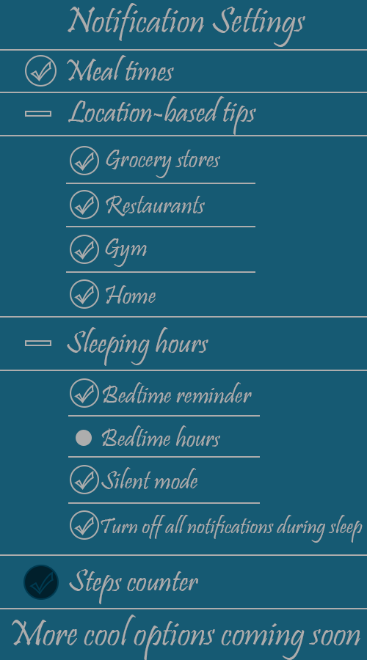 Notification Settings
Meal times
Location-based tips
Grocery stores
Restaurants
Gym
Home
Sleeping hours
Bedtime reminder
Bedtime hours
Silent mode
Turn off all notifications during sleep
Steps counter
More cool options coming soon